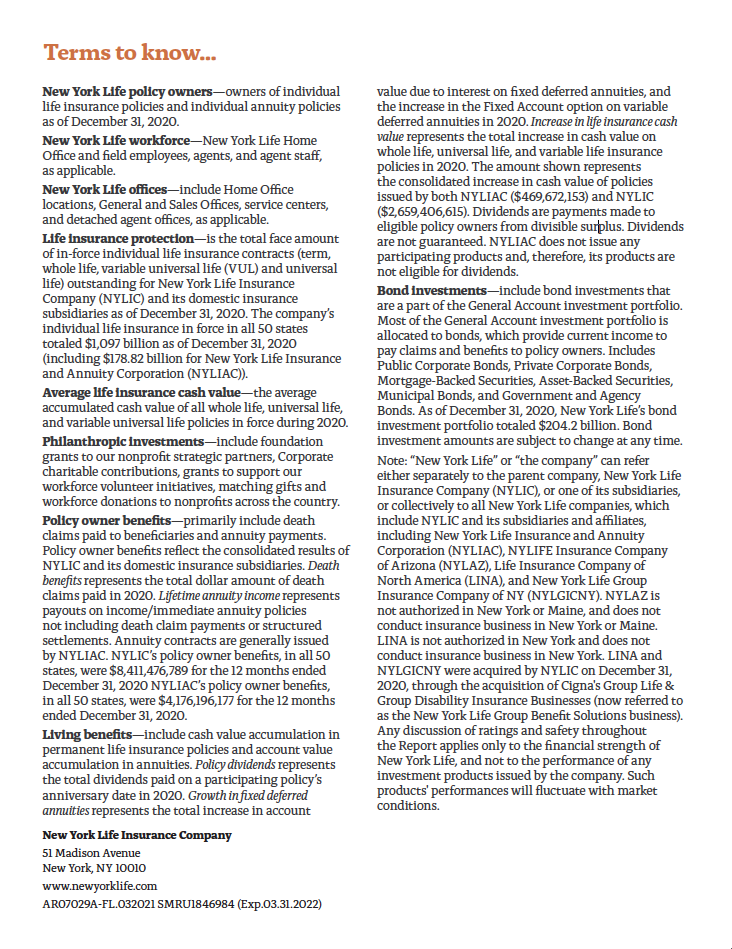 Terms to know...
New York Life policy owners—owners of individual
life insurance policies and individual annuity policies
as of December 31, 2020.
New York Life workforce—New York Life Home
Office and field employees, agents, and agent staff,
as applicable.
New York Life offices—include Home Office
locations, General and Sales Offices, service centers,
and detached agent offices, as applicable.
Life insurance protection—is the total face amount
of in-force individual life insurance contracts (term,
whole life, variable universal life (VUL) and universal
life) outstanding for New York Life Insurance
Company (NYLIC) and its domestic insurance
subsidiaries as of December 31, 2020. The company's
individual life insurance in force in all 50 states
totaled $1,097 billion as of December 31, 2020
(including $178.82 billion for New York Life Insurance
and Annuity Corporation (NYLIAC)).
Average life insurance cash value—the average
accumulated cash value of all whole life, universal life,
and variable universal life policies in force during 2020.
Philanthropic investments—include foundation
grants to our nonprofit strategic partners, Corporate
charitable contributions, grants to support our
workforce volunteer initiatives, matching gifts and
workforce donations to nonprofits across the country.
Policy owner benefits—primarily include death
claims paid to beneficiaries and annuity payments.
Policy owner benefits reflect the consolidated results of
NYLIC and its domestic insurance subsidiaries. Death
benefits represents the total dollar amount of death
claims paid in 2020. Lifetime annuity income represents
payouts on income/immediate annuity policies
not including death claim payments or structured
settlements. Annuity contracts are generally issued
by NYLIAC. NYLIC's policy owner benefits, in all 50
states, were $8,411,476,789 for the 12 months ended
December 31, 2020 NYLIAC's policy owner benefits,
in all 50 states, were $4,176,196,177 for the 12 months
ended December 31, 2020.
Living benefits—include cash value accumulation in
permanent life insurance policies and account value
accumulation in annuities. Policy dividends represents
the total dividends paid on a participating policy's
anniversary date in 2020. Growth in fixed deferred
annuities represents the total increase in account
value due to interest on fixed deferred annuities, and
the increase in the Fixed Account option on variable
deferred annuities in 2020. Increase in life insurance cash
value represents the total increase in cash value on
whole life, universal life, and variable life insurance
policies in 2020. The amount shown represents
the consolidated increase in cash value of policies
issued by both NYLIAC ($469,672,153) and NYLIC
($2,659,406,615). Dividends are payments made to
eligible policy owners from divisible surplus. Dividends
are not guaranteed. NYLIAC does not issue any
participating products and, therefore, its products are
not eligible for dividends.
Bond investments—include bond investments that
are a part of the General Account investment portfolio.
Most of the General Account investment portfolio is
allocated to bonds, which provide current income to
pay claims and benefits to policy owners. Includes
Public Corporate Bonds, Private Corporate Bonds,
Mortgage-Backed Securities, Asset-Backed Securities,
Municipal Bonds, and Government and Agency
Bonds. As of December 31, 2020, New York Life's bond
investment portfolio totaled $204.2 billion. Bond
investment amounts are subject to change at any time.
Note: "New York Life" or "the company" can refer
either separately to the parent company, New York Life
Insurance Company (NYLIC), or one of its subsidiaries,
or collectively to all New York Life companies, which
include NYLIC and its subsidiaries and affiliates,
including New York Life Insurance and Annuity
Corporation (NYLIAC), NYLIFE Insurance Company
of Arizona (NYLAZ), Life Insurance Company of
North America (LINA), and New York Life Group
Insurance Company of NY (NYLGICNY). NYLAZ is
not authorized in New York or Maine, and does not
conduct insurance business in New York or Maine.
LINA is not authorized in New York and does not
conduct insurance business in New York. LINA and
NYLGICNY were acquired by NYLIC on December 31,
2020, through the acquisition of Cigna's Group Life &
Group Disability Insurance Businesses (now referred to
as the New York Life Group Benefit Solutions business).
Any discussion of ratings and safety throughout
the Report applies only to the financial strength of
New York Life, and not to the performance of any
investment products issued by the company. Such
products' performances will fluctuate with market
conditions.
New York Life Insurance Company
51 Madison Avenue
New York, NY 10010
www.newyorklife.com
AR07029A-FL.032021 SMRU1846984 (Exp.03.31.2022)